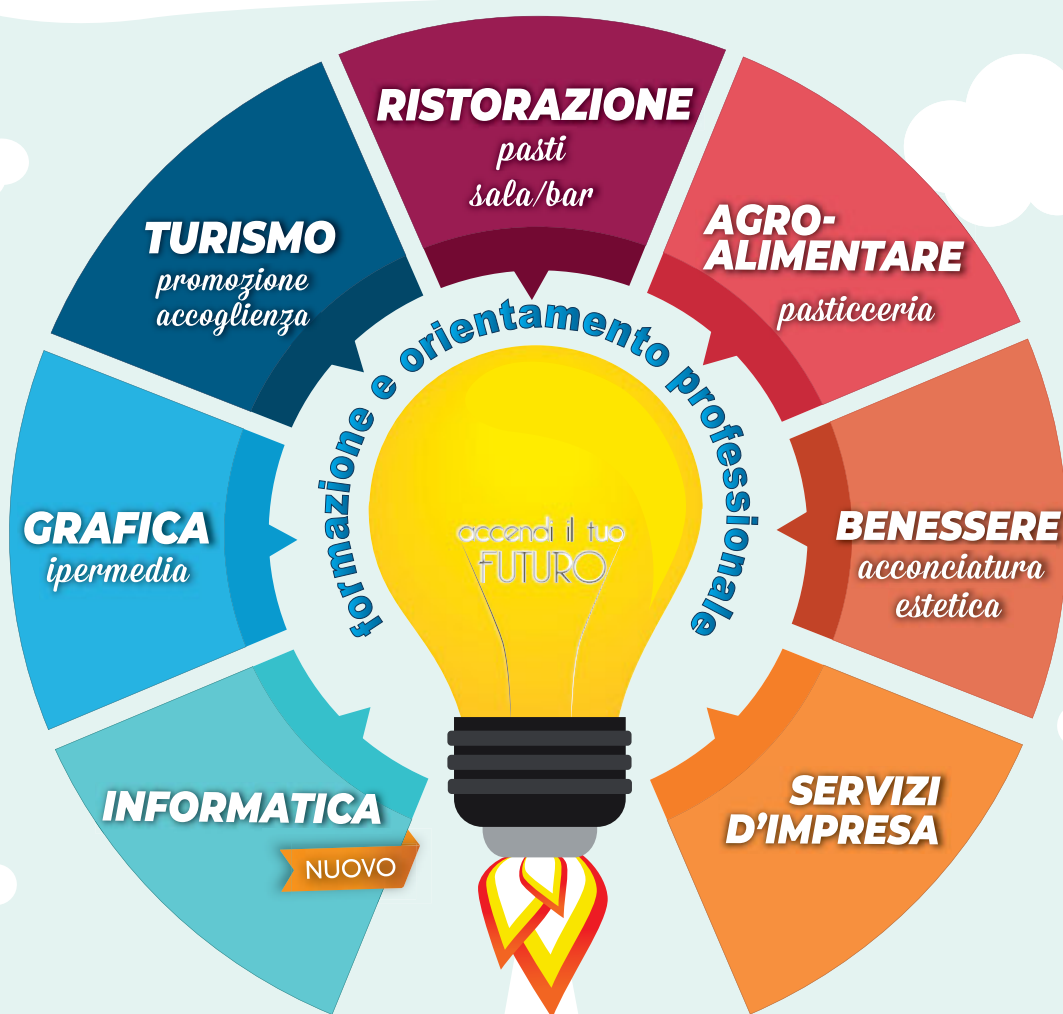 RISTORAZIONE
pasti
sala/bar
AGRO-
ALIMENTARE
pasticceria
TURISMO
promozione
accoglienza
formazione e orientamento professionale
GRAFICA
ipermedia
accendi il tuo
FUTURO
BENESSERE
acconciatura
estetica
INFORMATICA
NUOVO
SERVIZI
D'IMPRESA